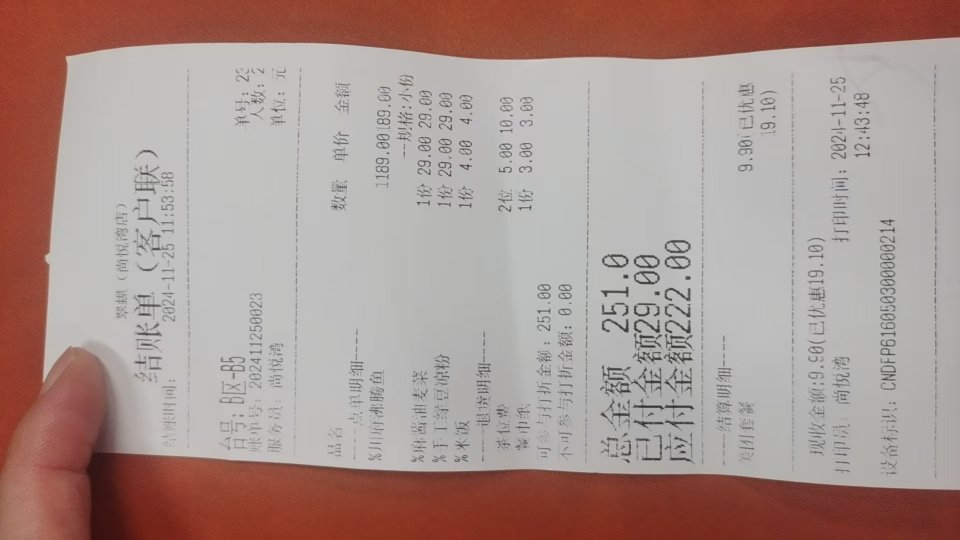 翠蝶（尚悦湾店）
结账单（客户联）
结账时间： 2024-11-25 11:53:58
台号：B区-B5 单号：23
账单号：202411250023 人数：2
服务员：尚悦湾 单位：元
品名 数量 单价 金额
----点单明细----
%川府沸腾鱼 1189.00189.00
--规格:小份
%麻酱油麦菜 1份 29.00 29.00
%手工绿豆凉粉 1份 29.00 29.00
%米饭 1份 4.00 4.00
----退货明细----
茶位费 2位 5.00 10.00
餐巾纸 1份 3.00 3.00
可参与打折金额：251.00
不可参与打折金额：0.00
总金额 251.0
已付金额29.00
应付金额222.00
----结算明细----
美团套餐 9.90(已优惠
19.10)
现收金额:9.90(已优惠19.10)
打印员：尚悦湾 打印时间：2024-11-25
12:43:48
设备标识：CNDFP616050300000214